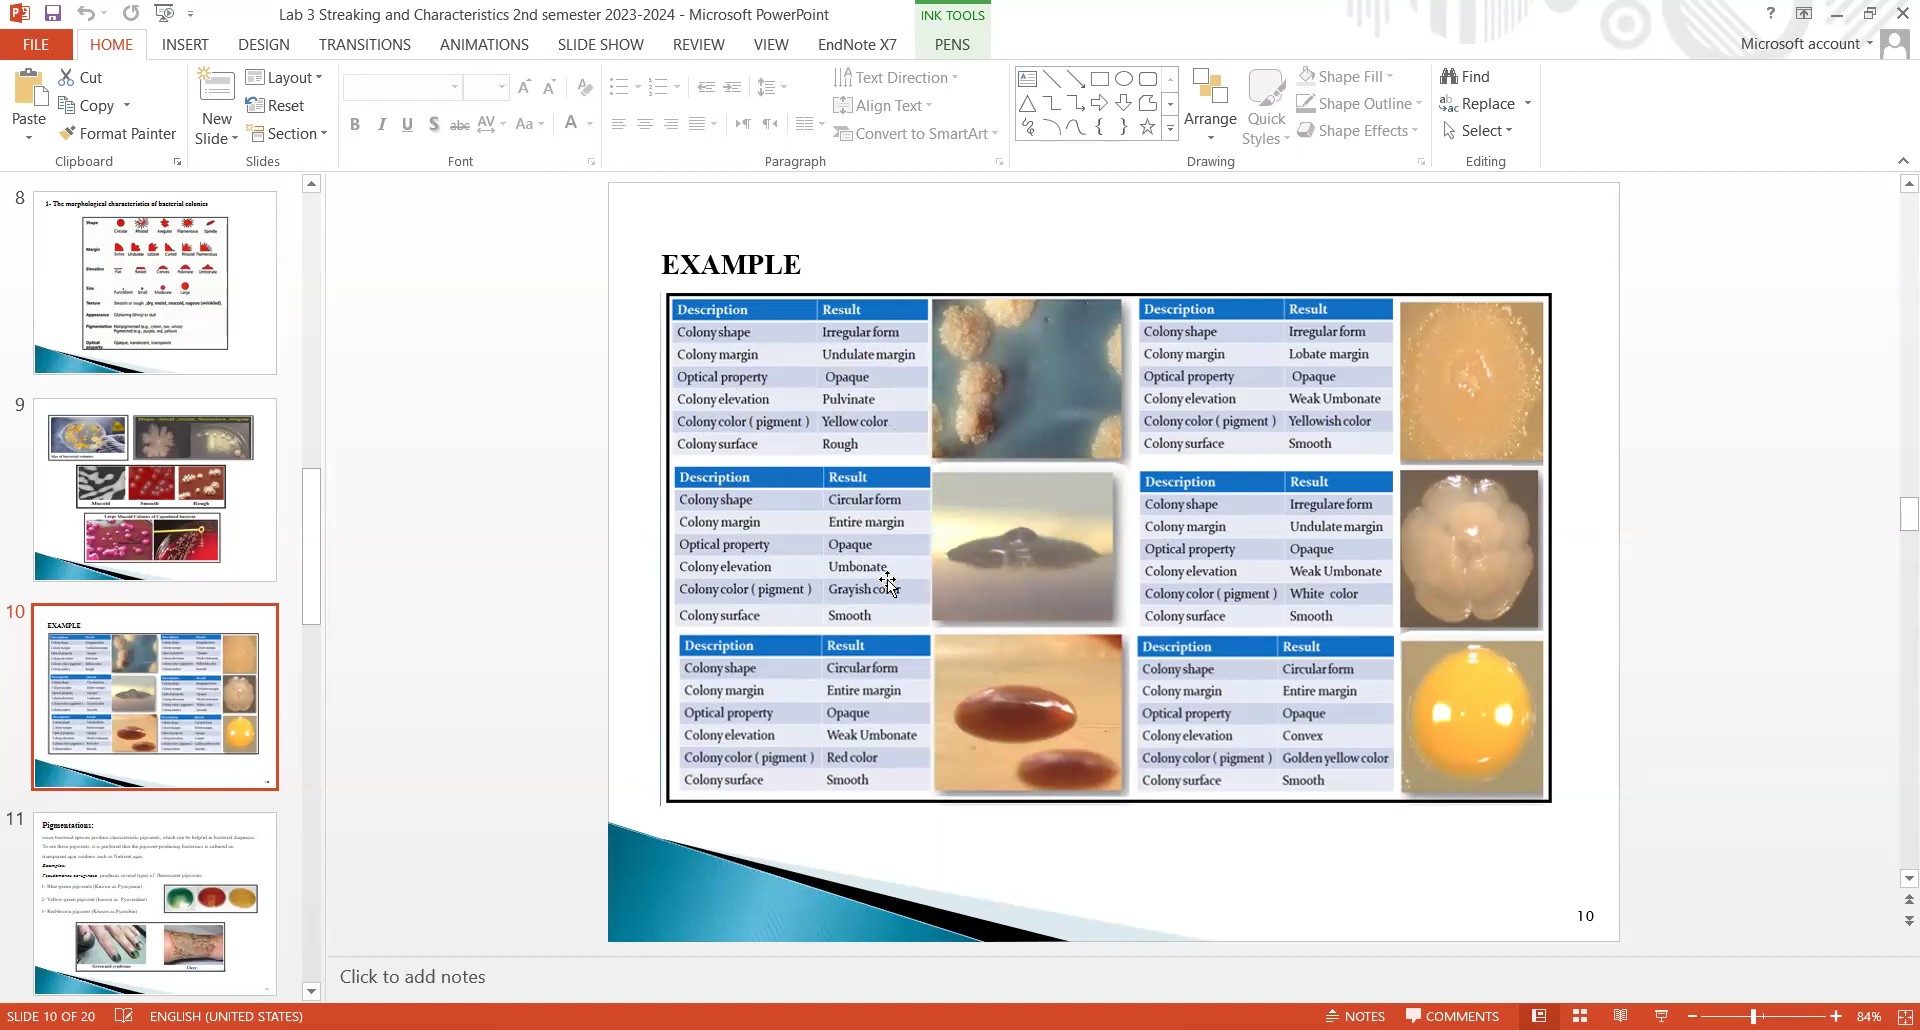 Lab 3 Streaking and Characteristics 2nd semester 2023-2024 - Microsoft PowerPoint
INK TOOLS
?
FILE
HOME
INSERT
DESIGN
TRANSITIONS
ANIMATIONS
SLIDE SHOW
REVIEW
VIEW
EndNote X7
PENS
Microsoft account
Paste
Cut
Copy
Format Painter
Clipboard
New
Slide
Layout
Reset
Section
Slides
Font
Text Direction
Align Text
Convert to SmartArt
Paragraph
Arrange
Quick
Styles
Shape Fill
Shape Outline
Shape Effects
Drawing
Find
Replace
Select
Editing
8
1- The morphological characteristics of bacterial colonies
9
Mucoid Smooth Rough
10
EXAMPLE
11
Pigmentations:
EXAMPLE
Description Result
Colony shape Irregular form
Colony margin Undulate margin
Optical property Opaque
Colony elevation Pulvinate
Colony color ( pigment ) Yellow color
Colony surface Rough
Description Result
Colony shape Irregular form
Colony margin Lobate margin
Optical property Opaque
Colony elevation Weak Umbonate
Colony color ( pigment ) Yellowish color
Colony surface Smooth
Description Result
Colony shape Circular form
Colony margin Entire margin
Optical property Opaque
Colony elevation Umbonate
Colony color ( pigment ) Grayish color
Colony surface Smooth
Description Result
Colony shape Irregulare form
Colony margin Undulate margin
Optical property Opaque
Colony elevation Weak Umbonate
Colony color ( pigment ) White color
Colony surface Smooth
Description Result
Colony shape Circular form
Colony margin Entire margin
Optical property Opaque
Colony elevation Weak Umbonate
Colony color ( pigment ) Red color
Colony surface Smooth
Description Result
Colony shape Circular form
Colony margin Entire margin
Optical property Opaque
Colony elevation Convex
Colony color ( pigment ) Golden yellow color
Colony surface Smooth
10
Click to add notes
SLIDE 10 OF 20
ENGLISH (UNITED STATES)
NOTES
COMMENTS
84%